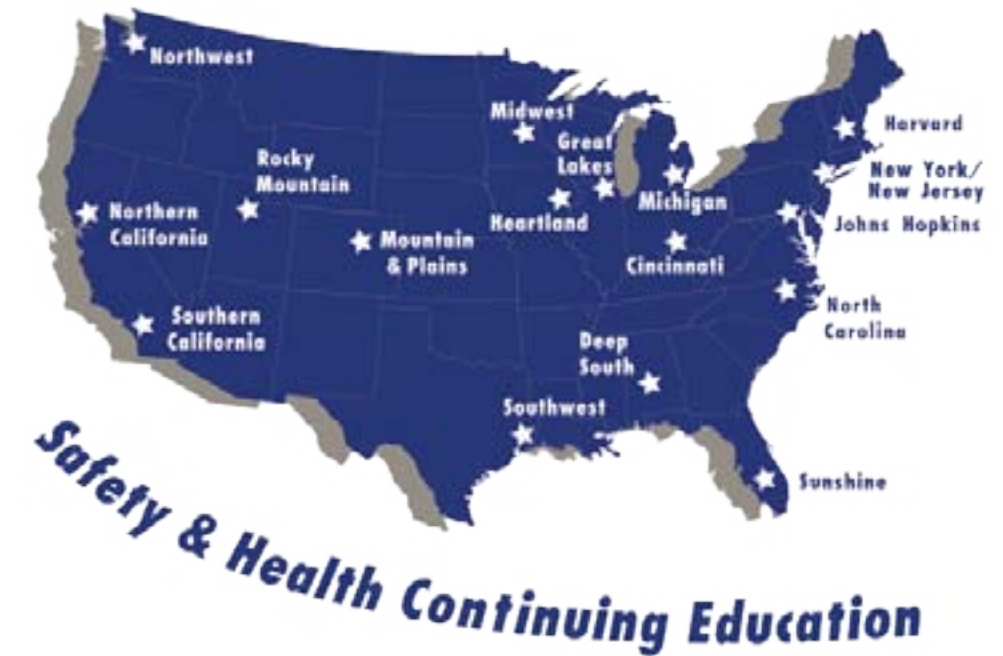 Northwest
Midwest
Great
Lakes
Harvard
Rocky
Mountain
New York/
New Jersey
Michigan
Northern
California
Heartland
Johns Hopkins
Mountain
& Plains
Cincinnati
Southern
California
North
Carolina
Deep
South
Southwest
Sunshine
Safety & Health Continuing Education